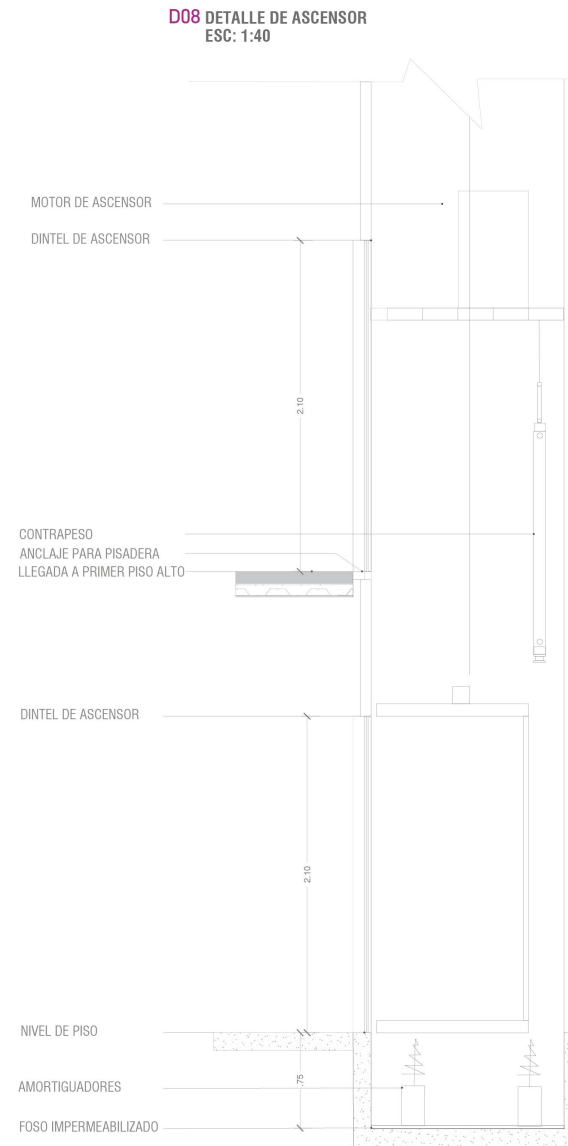 D08 DETALLE DE ASCENSOR
ESC: 1:40
MOTOR DE ASCENSOR
DINTEL DE ASCENSOR
2.10
CONTRAPESO
ANCLAJE PARA PISADERA
LLEGADA A PRIMER PISO ALTO
DINTEL DE ASCENSOR
2.10
NIVEL DE PISO
.75
AMORTIGUADORES
FOSO IMPERMEABILIZADO